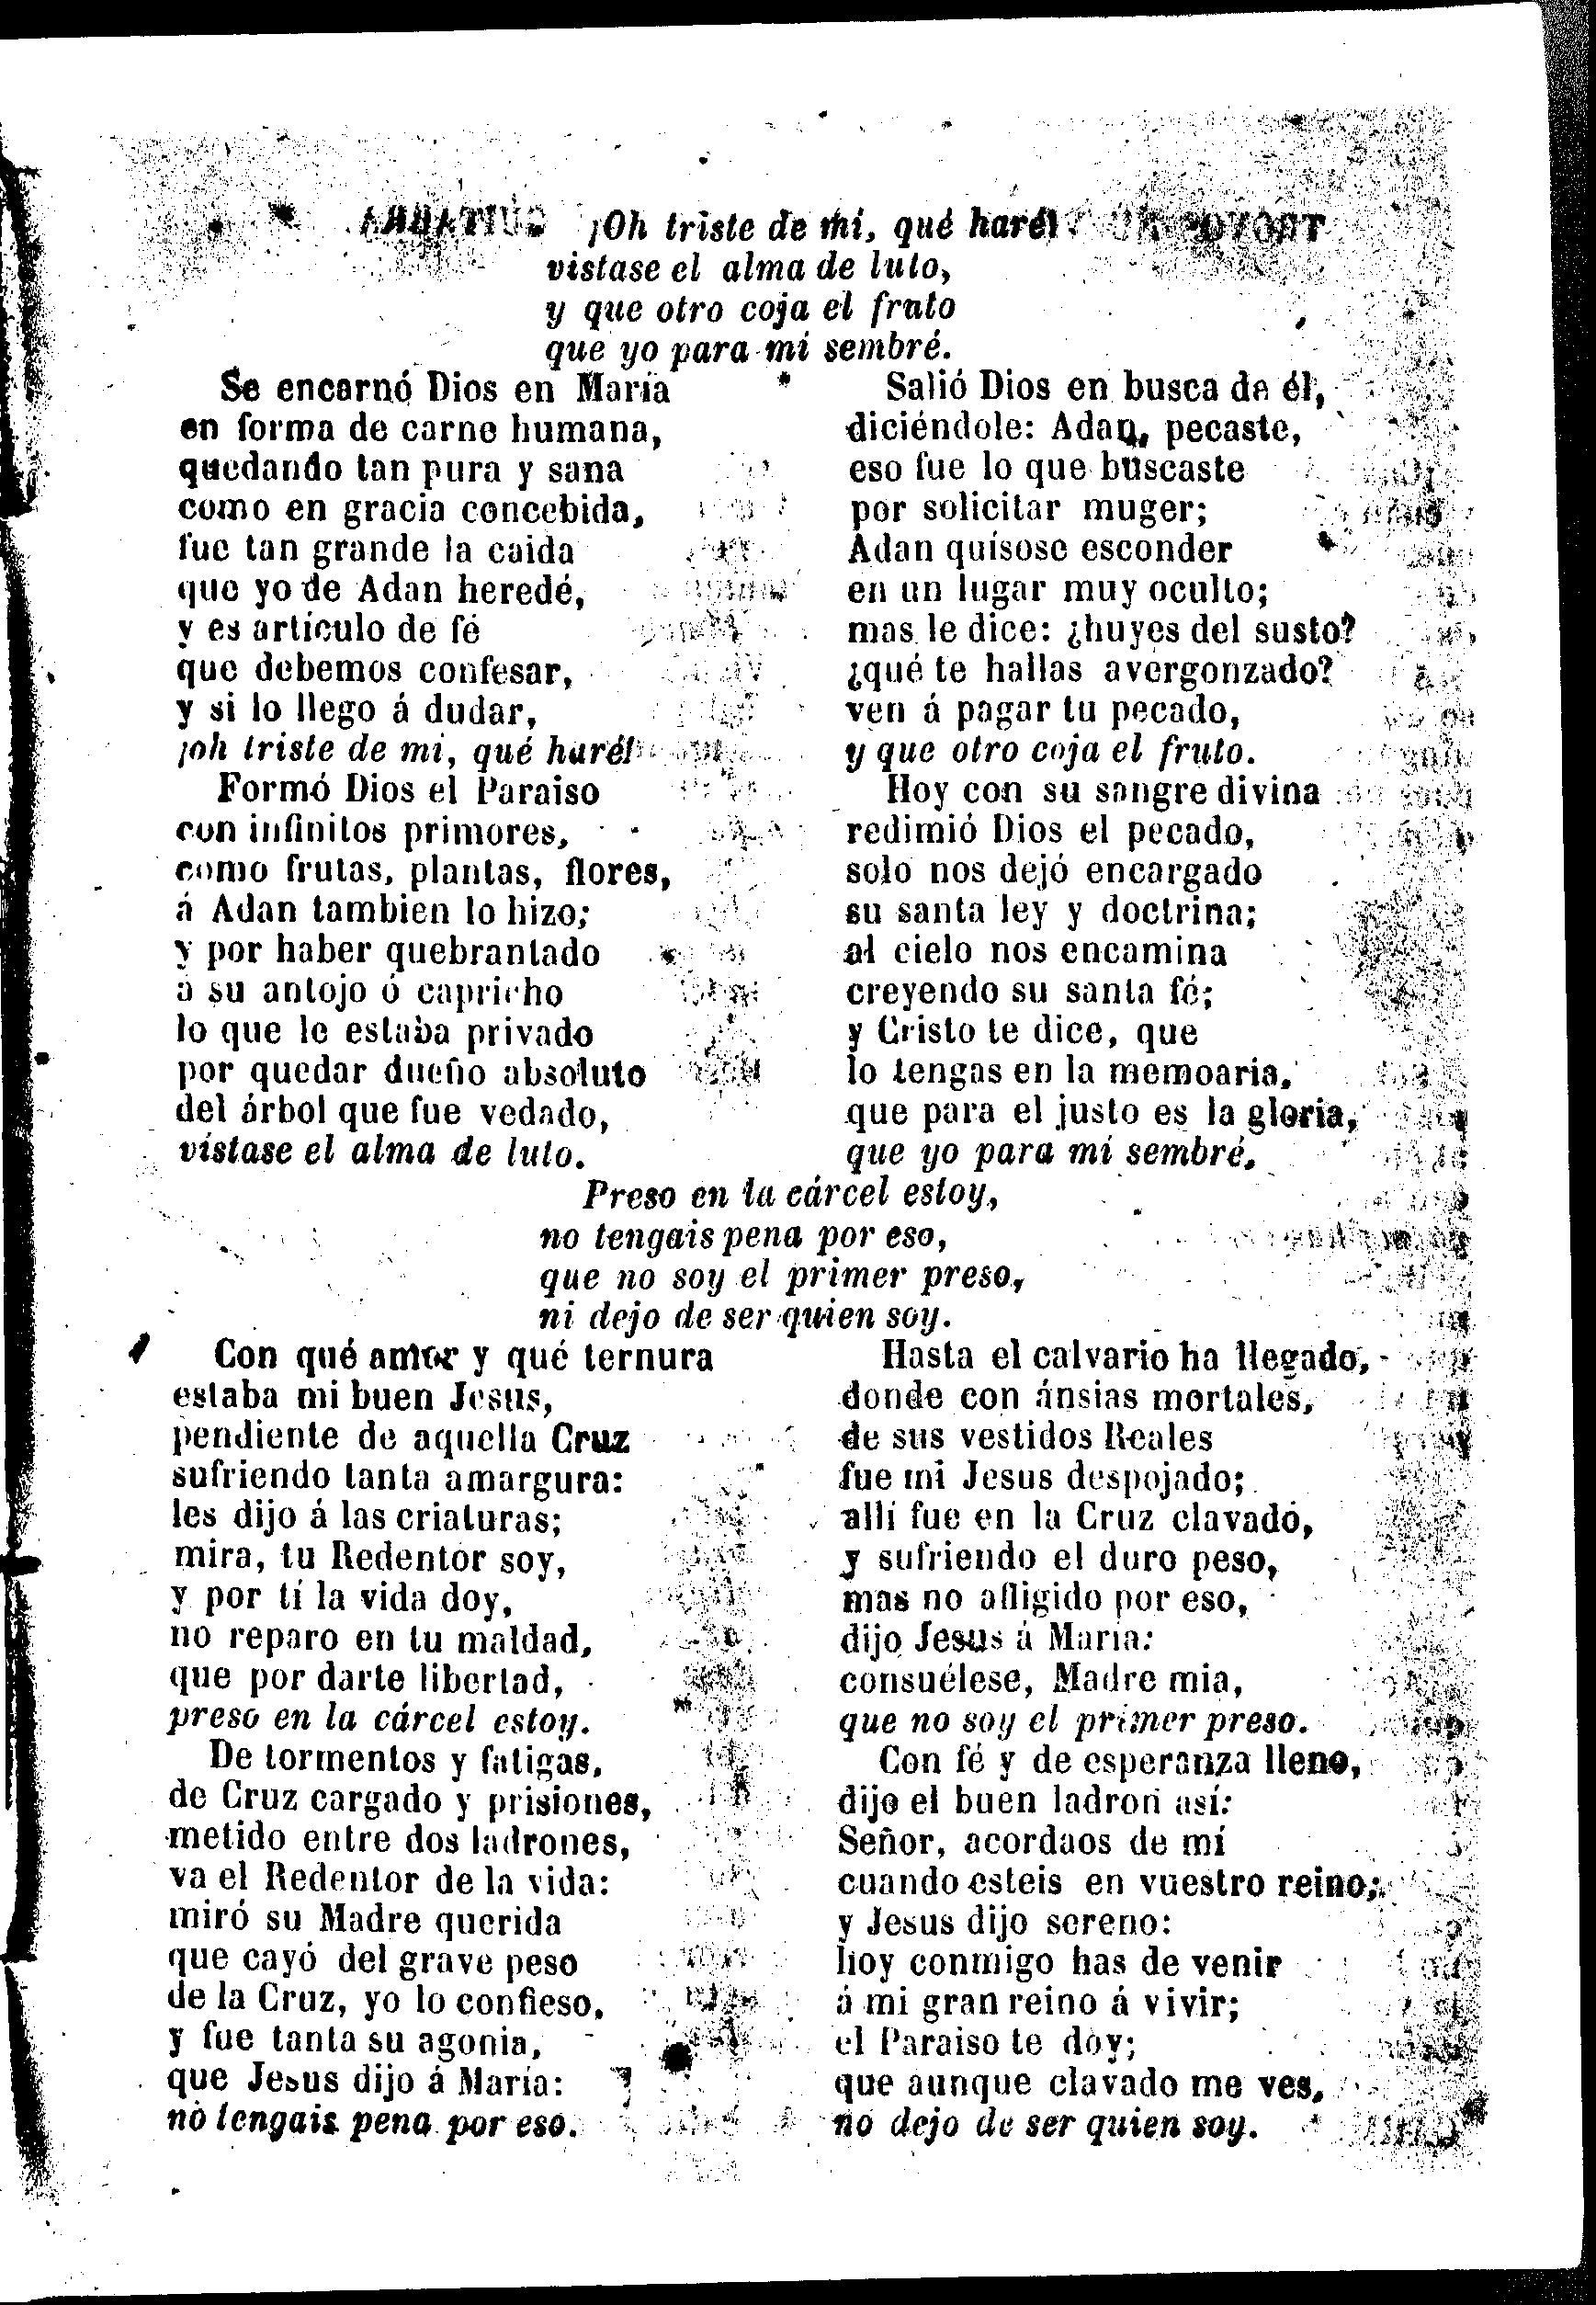 ¡Oh triste de mí, qué haré!
vistase el alma de luto,
y que otro coja el fruto
que yo para mi sembré.
Se encarnó Dios en María
en forma de carne humana,
quedando tan pura y sana
como en gracia concebida,
fue tan grande la caida
que yo de Adan heredé,
y es artículo de fé
que debemos confesar,
y si lo llego á dudar,
¡oh triste de mi, qué haré!
Formó Dios el Paraiso
con infinitos primores,
como frutas, plantas, flores,
á Adan tambien lo hizo;
y por haber quebrantado
á su antojo ó capricho
lo que le estaba privado
por quedar dueño absoluto
del árbol que fue vedado,
vístase el alma de luto.
Salió Dios en busca de él,
diciéndole: Adan, pecaste,
eso fue lo que buscaste
por solicitar muger;
Adan quísose esconder
en un lugar muy oculto;
mas le dice: ¿huyes del susto?
¿qué te hallas avergonzado?
ven á pagar tu pecado,
y que otro coja el fruto.
Hoy con su sangre divina
redimió Dios el pecado,
solo nos dejó encargado
su santa ley y doctrina;
al cielo nos encamina
creyendo su santa fé;
y Cristo te dice, que
lo tengas en la memoaria,
que para el justo es la gloria,
que yo para mí sembré.
Preso en la cárcel estoy,
no tengais pena por eso,
que no soy el primer preso,
ni dejo de ser quien soy.
Con qué amor y qué ternura
estaba mi buen Jesus,
pendiente de aquella Cruz
sufriendo tanta amargura:
les dijo á las criaturas;
mira, tu Redentor soy,
y por tí la vida doy,
no reparo en tu maldad,
que por darte libertad,
preso en la cárcel estoy.
De tormentos y fatigas,
de Cruz cargado y prisiones,
metido entre dos ladrones,
va el Redentor de la vida:
miró su Madre querida
que cayó del grave peso
de la Cruz, yo lo confieso,
y fue tanta su agonia,
que Jesus dijo á María:
no tengais pena por eso.
Hasta el calvario ha llegado,
donde con ánsias mortales,
de sus vestidos Reales
fue mi Jesus despojado;
allí fue en la Cruz clavado,
y sufriendo el duro peso,
mas no afligido por eso,
dijo Jesus á María:
consuélese, Madre mia,
que no soy el primer preso.
Con fé y de esperanza lleno,
dijo el buen ladron así:
Señor, acordaos de mí
cuando esteis en vuestro reino;
y Jesus dijo sereno:
hoy conmigo has de venir
á mi gran reino á vivir;
el Paraiso te doy;
que aunque clavado me ves,
no dejo de ser quien soy.